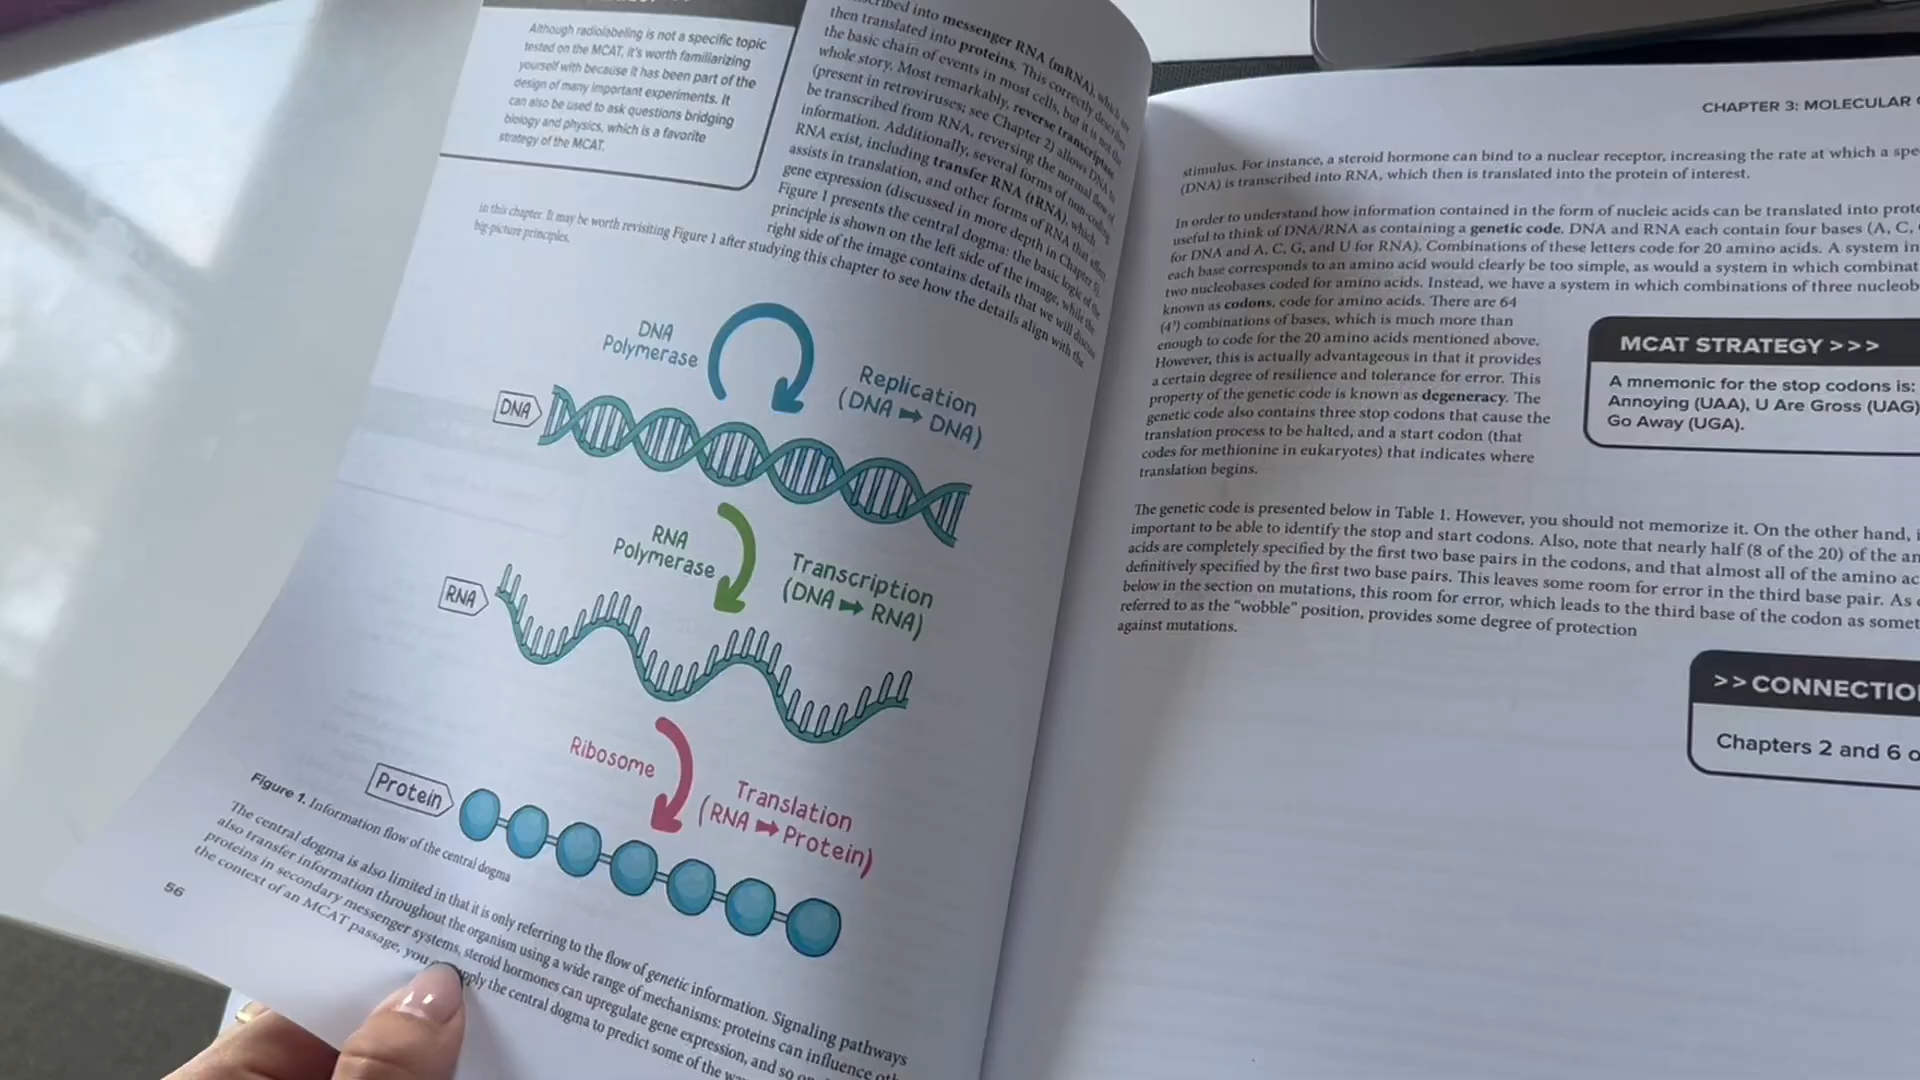 Although radiolabeling is not a specific topic
tested on the MCAT, it's worth familiarizing
yourself with because it has been part of the
design of many important experiments. It
can also be used to ask questions bridging
biology and physics, which is a favorite
strategy of the MCAT.
into messenger RNA (mRNA), which are
then translated into proteins. This correctly describes
the basic chain of events in most cells, but it is not the
whole story. Most remarkably, reverse transcriptase
(present in retroviruses; see Chapter 2) allows DNA to
be transcribed from RNA, reversing the normal flow of
information. Additionally, several forms of non-coding
RNA exist, including transfer RNA (tRNA), which
assists in translation, and other forms of RNA that affect
gene expression (discussed in more depth in Chapter 5).
Figure 1 presents the central dogma: the basic logic of the
principle is shown on the left side of the image, while the
right side of the image contains details that we will discuss
in this chapter. It may be worth revisiting Figure 1 after studying this chapter to see how the details align with the
big-picture principles.
DNA
Polymerase
Replication
(DNA ➡ DNA)
DNA
RNA
Polymerase
Transcription
(DNA ➡ RNA)
RNA
Ribosome
Translation
(RNA ➡ Protein)
Protein
Figure 1. Information flow of the central dogma
The central dogma is also limited in that it is only referring to the flow of genetic information. Signaling pathways
also transfer information throughout the organism using a wide range of mechanisms: proteins can influence
proteins in secondary messenger systems, steroid hormones can upregulate gene expression, and so
the context of an MCAT passage, you apply the central dogma to predict some of the
56
CHAPTER 3: MOLECULAR
stimulus. For instance, a steroid hormone can bind to a nuclear receptor, increasing the rate at which a spe
(DNA) is transcribed into RNA, which then is translated into the protein of interest.
In order to understand how information contained in the form of nucleic acids can be translated into prote
useful to think of DNA/RNA as containing a genetic code. DNA and RNA each contain four bases (A, C,
for DNA and A, C, G, and U for RNA). Combinations of these letters code for 20 amino acids. A system in
each base corresponds to an amino acid would clearly be too simple, as would a system in which combinat
two nucleobases coded for amino acids. Instead, we have a system in which combinations of three nucleob
known as codons, code for amino acids. There are 64
(4³) combinations of bases, which is much more than
enough to code for the 20 amino acids mentioned above.
However, this is actually advantageous in that it provides
a certain degree of resilience and tolerance for error. This
property of the genetic code is known as degeneracy. The
genetic code also contains three stop codons that cause the
translation process to be halted, and a start codon (that
codes for methionine in eukaryotes) that indicates where
translation begins.
MCAT STRATEGY >>>
A mnemonic for the stop codons is:
Annoying (UAA), U Are Gross (UAG)
Go Away (UGA).
The genetic code is presented below in Table 1. However, you should not memorize it. On the other hand, i
important to be able to identify the stop and start codons. Also, note that nearly half (8 of the 20) of the am
acids are completely specified by the first two base pairs in the codons, and that almost all of the amino ac
definitively specified by the first two base pairs. This leaves some room for error in the third base pair. As
below in the section on mutations, this room for error, which leads to the third base of the codon as somet
referred to as the "wobble" position, provides some degree of protection
against mutations.
>> CONNECTIO
Chapters 2 and 6 o